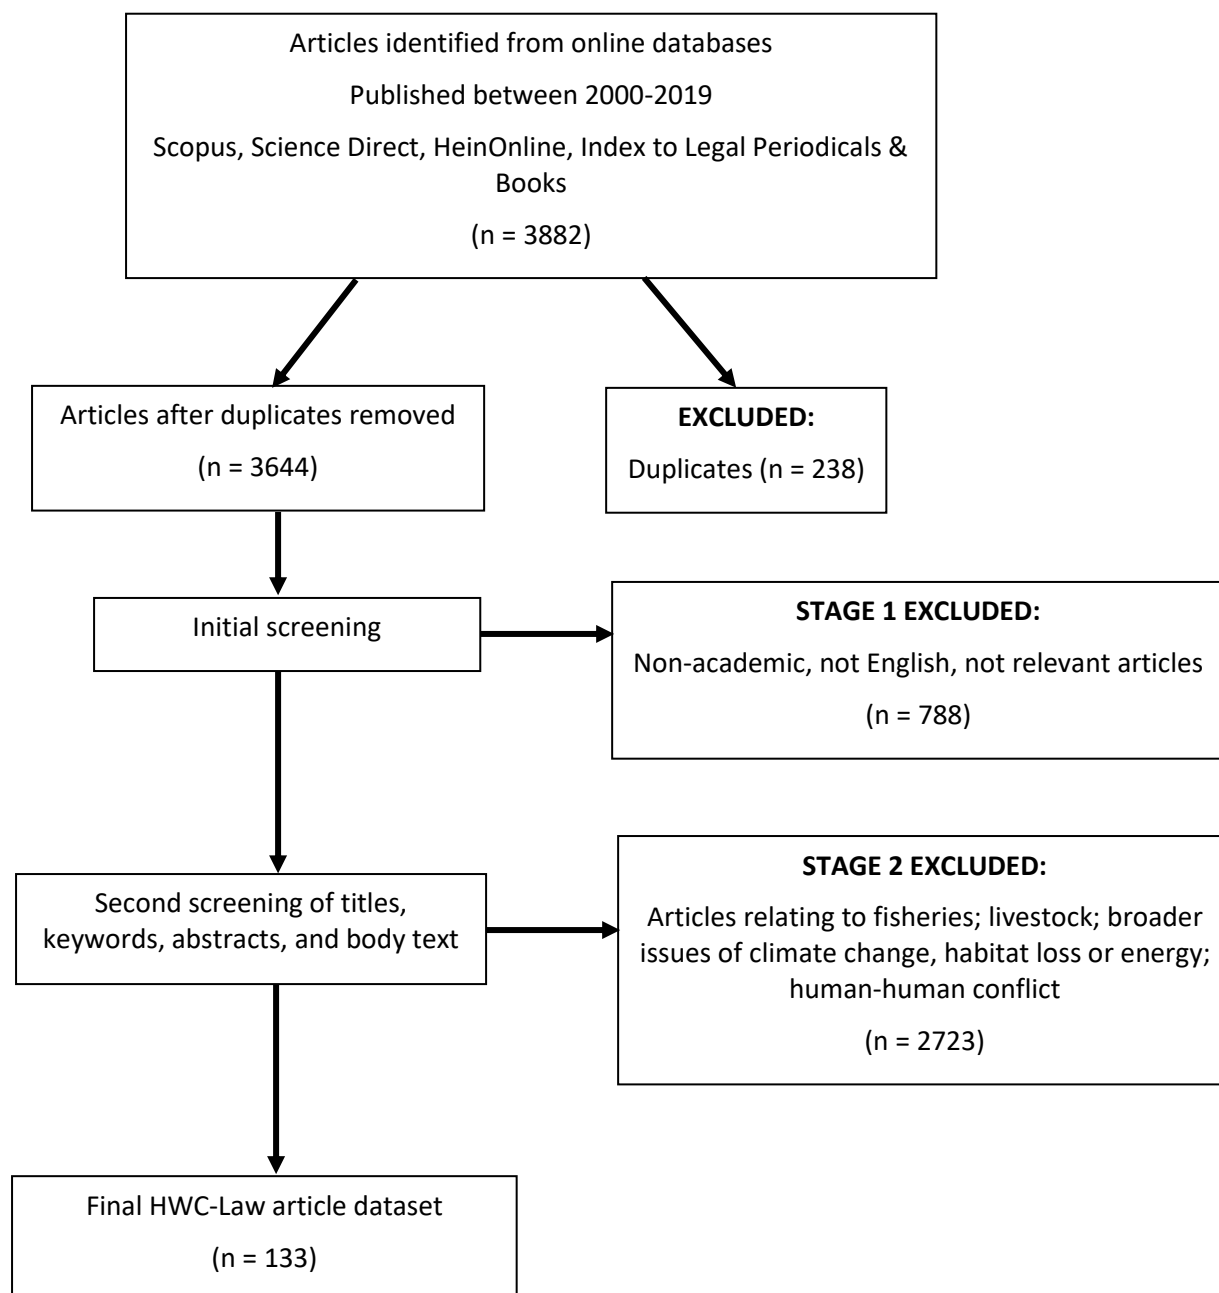 Articles identified from online databases
Published between 2000-2019
Scopus, Science Direct, HeinOnline, Index to Legal Periodicals &
Books
(n = 3882)
Articles after duplicates removed
(n = 3644)
EXCLUDED:
Duplicates (n = 238)
Initial screening
STAGE 1 EXCLUDED:
Non-academic, not English, not relevant articles
(n = 788)
Second screening of titles,
keywords, abstracts, and body text
STAGE 2 EXCLUDED:
Articles relating to fisheries; livestock; broader
issues of climate change, habitat loss or energy;
human-human conflict
(n = 2723)
Final HWC-Law article dataset
(n = 133)